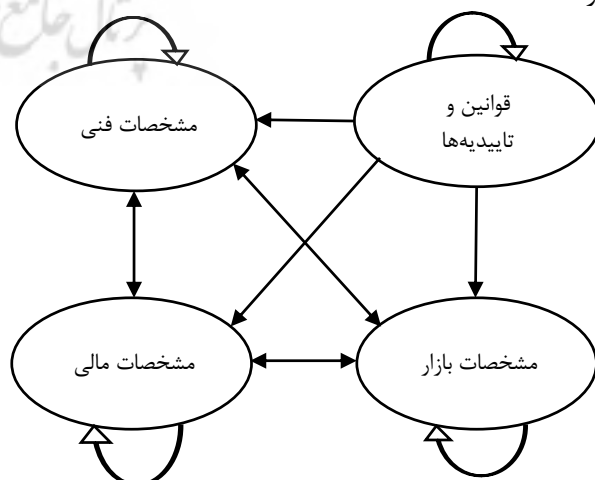 قوانین و
تاییدیه‌ها
مشخصات فنی
مشخصات بازار
مشخصات مالی